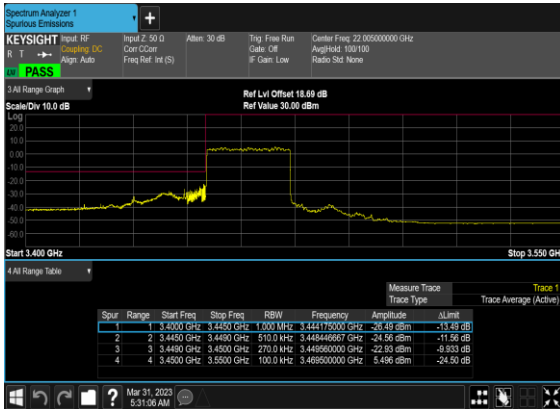 Spectrum Analyzer 1
Spurious Emissions
+
KEYSIGHT Input: RF Input Z: 50 Ω Atten: 30 dB Trig: Free Run Center Freq: 22.005000000 GHz
R T Coupling: DC Corr CCorr Gate: Off Avg|Hold: 100/100
Align: Auto Freq Ref: Int (S) IF Gain: Low Radio Std: None
LXI PASS
3 All Range Graph
Ref Lvl Offset 18.69 dB
Scale/Div 10.0 dB Ref Value 30.00 dBm
Log
20.0
10.0
0.00
-10.0
-20.0
-30.0
-40.0
-50.0
-60.0
Start 3.400 GHz Stop 3.550 GH
4 All Range Table
Measure Trace Trace 1
Trace Type Trace Average (Active)
Spur Range Start Freq Stop Freq RBW Frequency Amplitude ΔLimit
1 1 3.4000 GHz 3.4450 GHz 1.000 MHz 3.444175000 GHz -26.49 dBm -13.49 dB
2 2 3.4450 GHz 3.4490 GHz 510.0 kHz 3.448446667 GHz -24.56 dBm -11.56 dB
3 3 3.4490 GHz 3.4500 GHz 270.0 kHz 3.449560000 GHz -22.93 dBm -9.933 dB
4 4 3.4500 GHz 3.5500 GHz 100.0 kHz 3.469500000 GHz 5.496 dBm -24.50 dB
?
Mar 31, 2023
5:31:06 AM